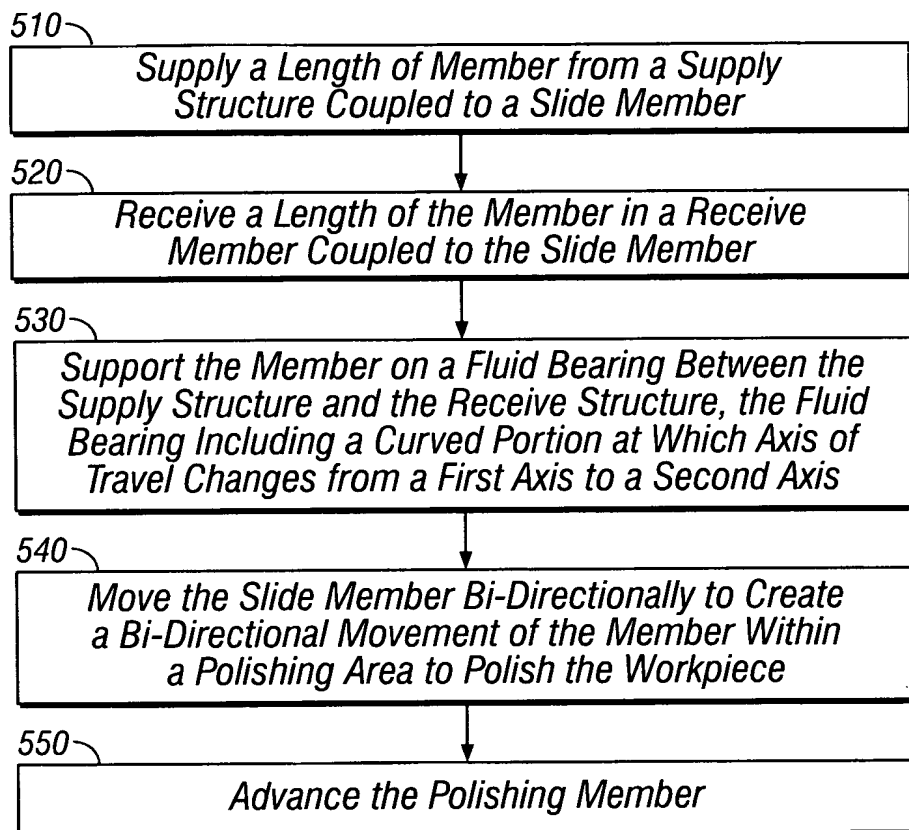 510
Supply a Length of Member from a Supply
Structure Coupled to a Slide Member
520
Receive a Length of the Member in a Receive
Member Coupled to the Slide Member
530
Support the Member on a Fluid Bearing Between the
Supply Structure and the Receive Structure, the Fluid
Bearing Including a Curved Portion at Which Axis of
Travel Changes from a First Axis to a Second Axis
540
Move the Slide Member Bi-Directionally to Create
a Bi-Directional Movement of the Member Within
a Polishing Area to Polish the Workpiece
550
Advance the Polishing Member